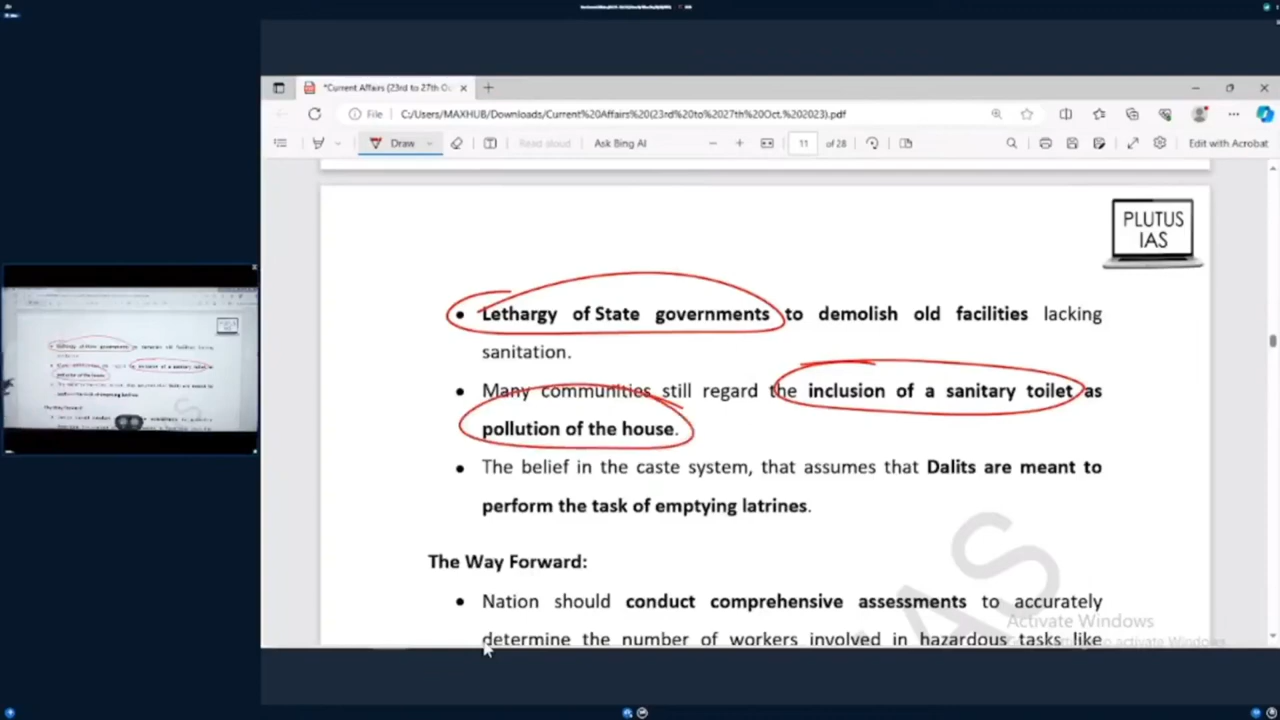 *Current Affairs (23rd to 27th Oc
File C:/Users/MAXHUB/Downloads/Current%20Affairs%20(23rd%20to%2027th%20Oct.%202023).pdf
Draw Read aloud Ask Bing AI 11 of 28 Edit with Acrobat
PLUTUS
IAS
• Lethargy of State governments to demolish old facilities lacking
sanitation.
• Many communities still regard the inclusion of a sanitary toilet as
pollution of the house.
• The belief in the caste system, that assumes that Dalits are meant to
perform the task of emptying latrines.
The Way Forward:
• Nation should conduct comprehensive assessments to accurately
determine the number of workers involved in hazardous tasks like
IAS
Activate Windows
to activate Windows